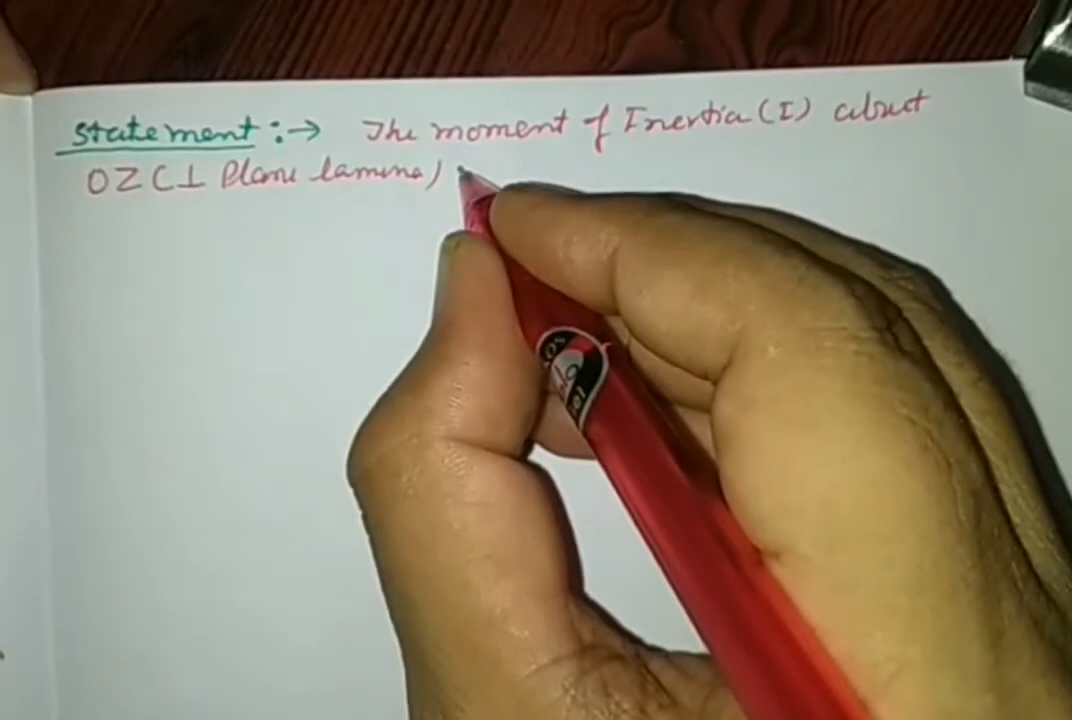 Statement :→ The moment of Inertia (I) about
OZ (⊥ Plane lamina)